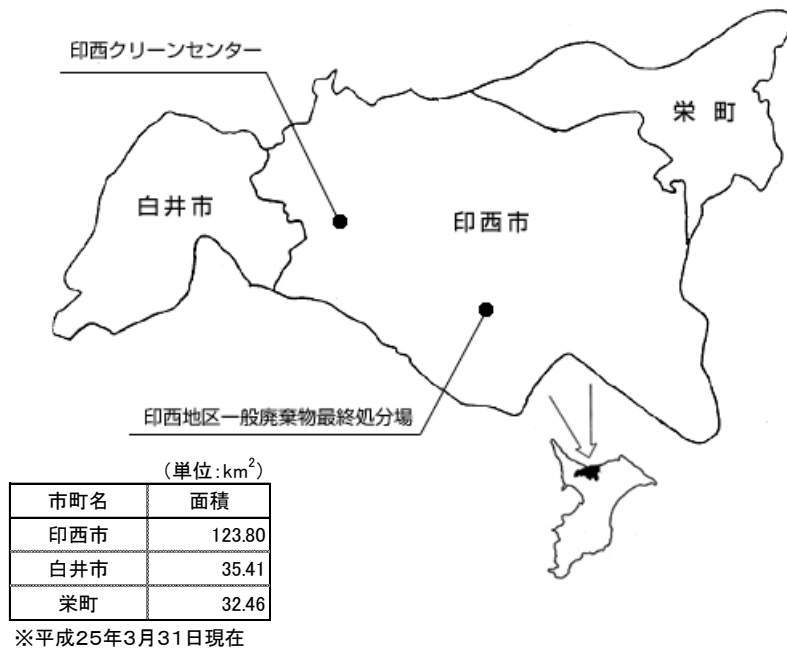 印西クリーンセンター
栄 町
白井市
印西市
印西地区一般廃棄物最終処分場
(単位:km²)
市町名 面積
印西市 123.80
白井市 35.41
栄町 32.46
※平成25年3月31日現在